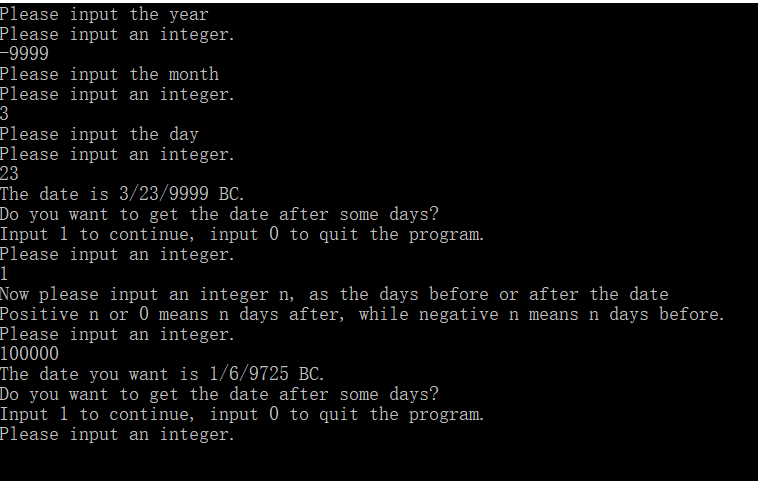 Please input the year
Please input an integer.
-9999
Please input the month
Please input an integer.
3
Please input the day
Please input an integer.
23
The date is 3/23/9999 BC.
Do you want to get the date after some days?
Input 1 to continue, input 0 to quit the program.
Please input an integer.
1
Now please input an integer n, as the days before or after the date
Positive n or 0 means n days after, while negative n means n days before.
Please input an integer.
100000
The date you want is 1/6/9725 BC.
Do you want to get the date after some days?
Input 1 to continue, input 0 to quit the program.
Please input an integer.